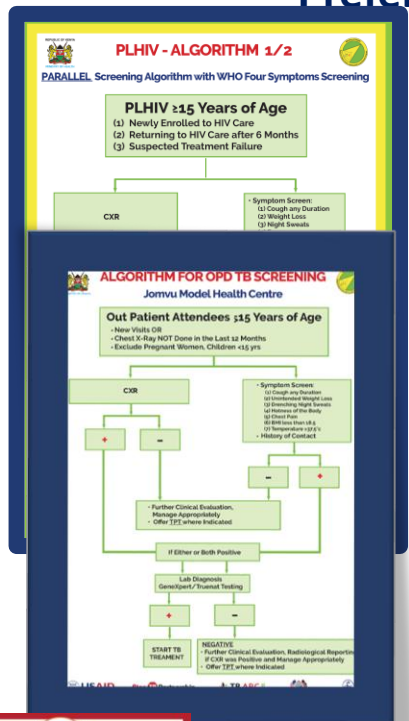 REPUBLIC OF KENYA
PLHIV - ALGORITHM 1/2
PARALLEL Screening Algorithm with WHO Four Symptoms Screening
PLHIV ≥15 Years of Age
(1) Newly Enrolled to HIV Care
(2) Returning to HIV Care after 6 Months
(3) Suspected Treatment Failure
CXR
• Symptom Screen:
(1) Cough any Duration
(2) Weight Loss
(3) Night Sweats
ALGORITHM FOR OPD TB SCREENING
Jomvu Model Health Centre
Out Patient Attendees ≥15 Years of Age
• New Visits OR
• Chest X-Ray NOT Done in the Last 12 Months
• Exclude Pregnant Women, Children <15 yrs
CXR
• Symptom Screen:
(1) Cough any Duration
(2) Unintended Weight Loss
(3) Drenching Night Sweats
(4) Hotness of the Body
(5) Chest Pain
(6) BMI less than 18.5
(7) Temperature ≥37.5°c
• History of Contact
+ −
− +
• Further Clinical Evaluation,
Manage Appropriately
• Offer TPT where Indicated
If Either or Both Positive
Lab Diagnosis
GeneXpert/Truenat Testing
+ −
START TB
TREAMENT
NEGATIVE
• Further Clinical Evaluation, Radiological Reporting
if CXR was Positive and Manage Appropriately
• Offer TPT where Indicated
USAID
TB ARC II